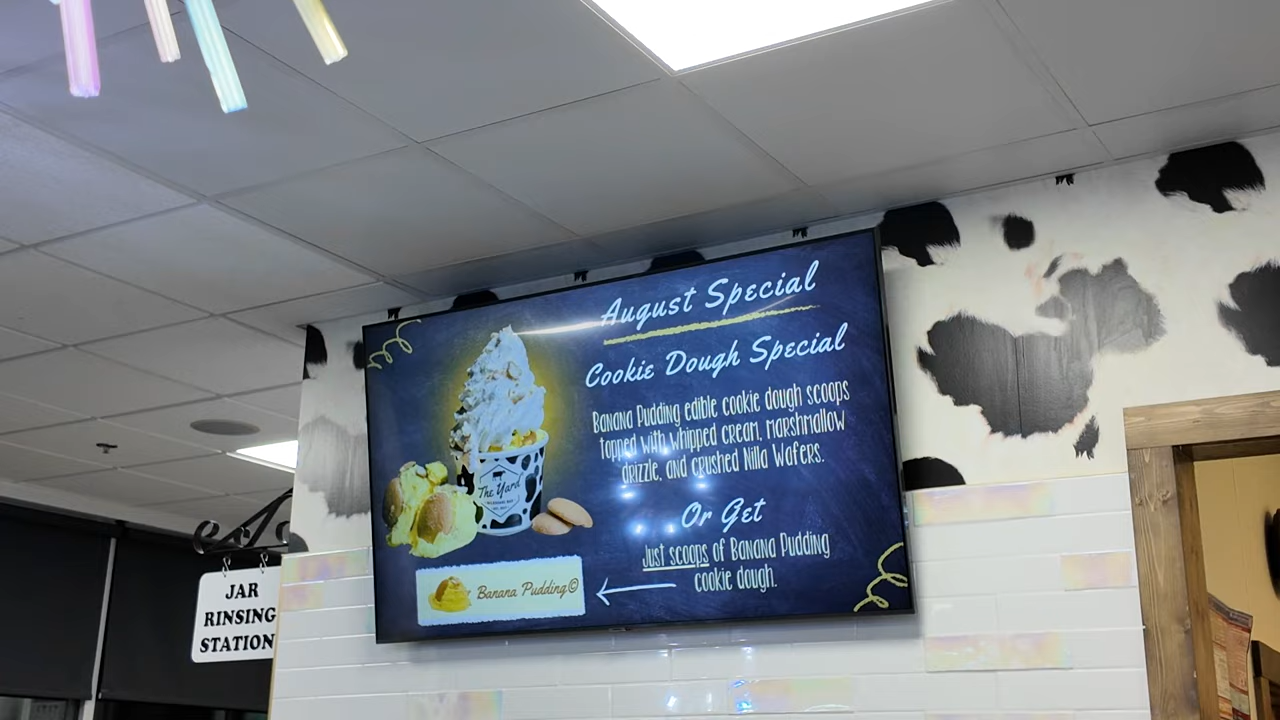 August Special
Cookie Dough Special
Banana Pudding edible cookie dough scoops
topped with whipped cream, marshmallow
drizzle, and crushed Nilla Wafers.
Or Get
Just scoops of Banana Pudding
cookie dough.
The Yard
Banana Pudding©
JAR
RINSING
STATION